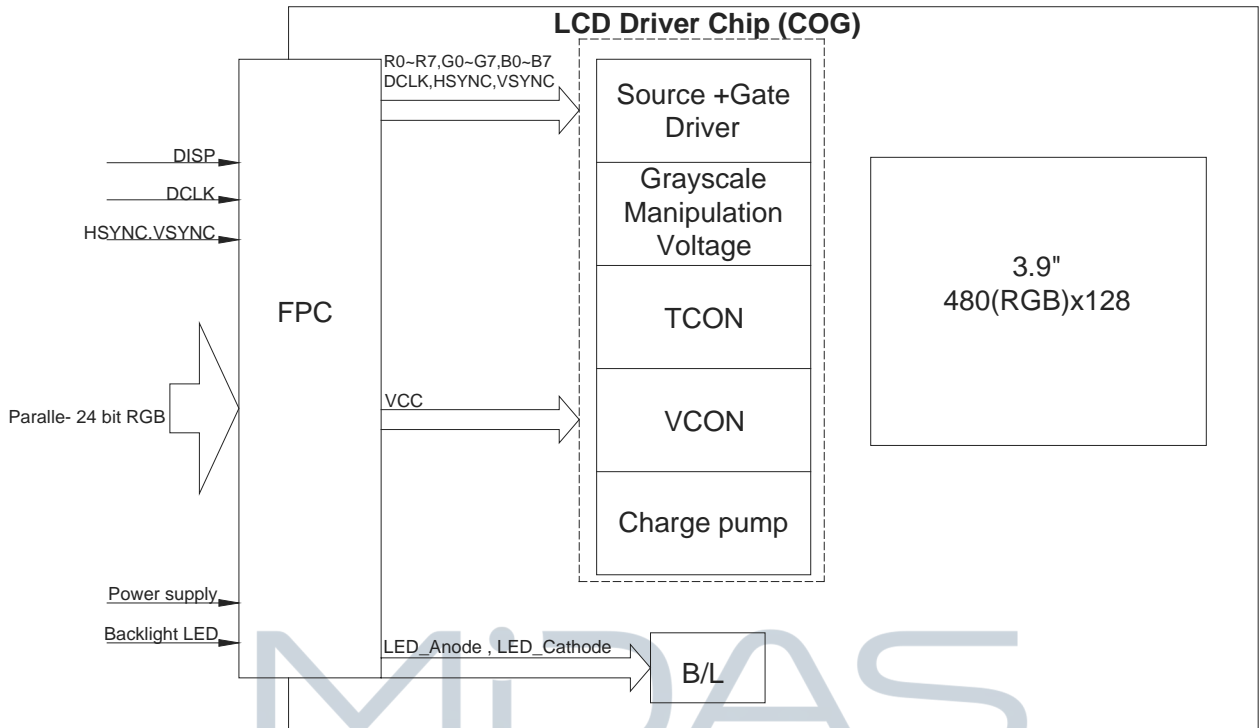 LCD Driver Chip (COG)
R0~R7,G0~G7,B0~B7
DCLK,HSYNC,VSYNC
Source +Gate
Driver
DISP
DCLK
HSYNC.VSYNC
Grayscale
Manipulation
Voltage
3.9"
480(RGB)x128
FPC
TCON
Paralle- 24 bit RGB
VCC
VCON
Charge pump
Power supply
Backlight LED
LED_Anode , LED_Cathode
B/L
MiDAS